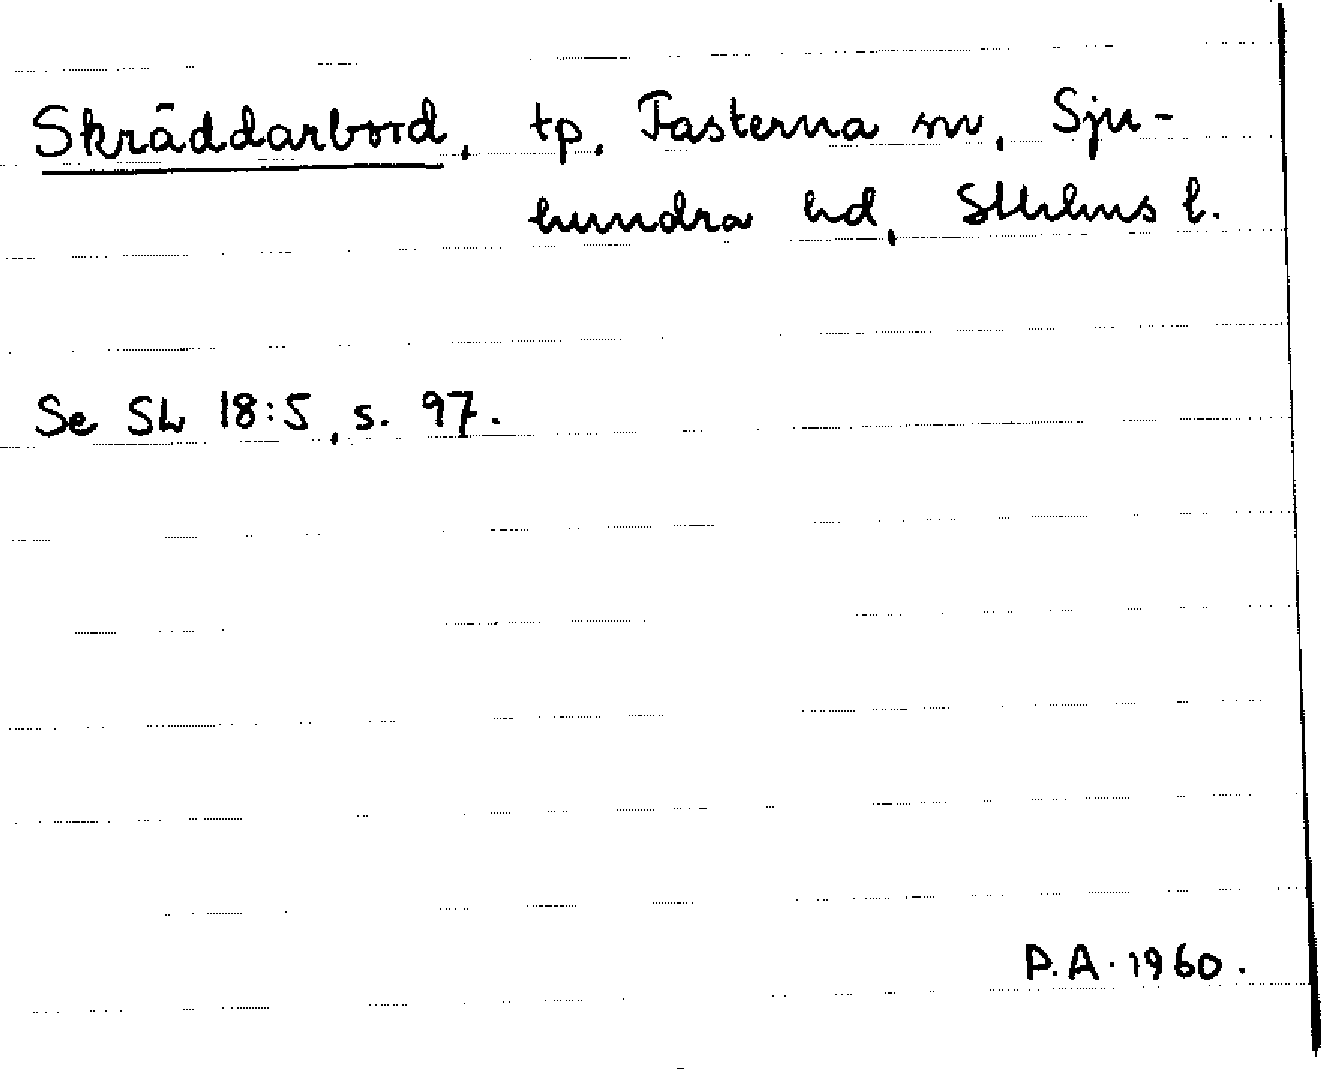 Skräddarbord, tp, Fasterna sn, Sju-
hundra hd, Sthlms l.
Se Sh 18:5, s. 97.
P.A. 1960.